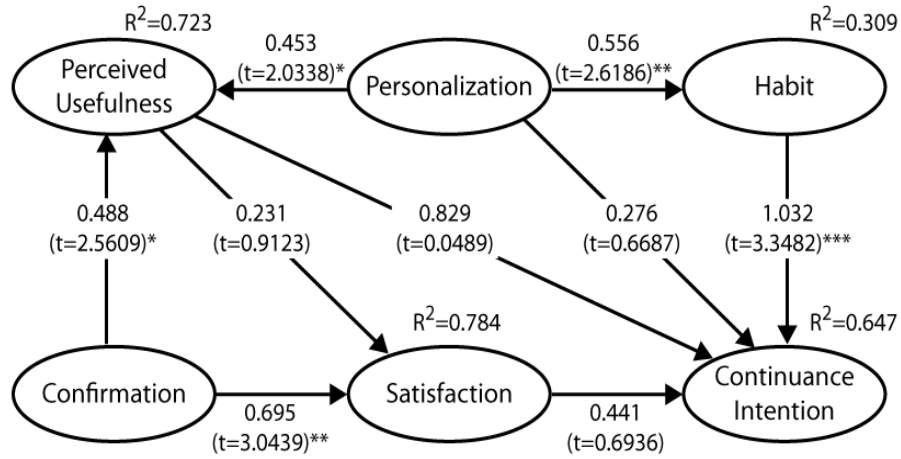 R²=0.723
R²=0.309
0.453
(t=2.0338)*
0.556
(t=2.6186)**
Perceived
Usefulness
Personalization
Habit
0.488
(t=2.5609)*
0.231
(t=0.9123)
0.829
(t=0.0489)
0.276
(t=0.6687)
1.032
(t=3.3482)***
R²=0.784
R²=0.647
Confirmation
Satisfaction
Continuance
Intention
0.695
(t=3.0439)**
0.441
(t=0.6936)